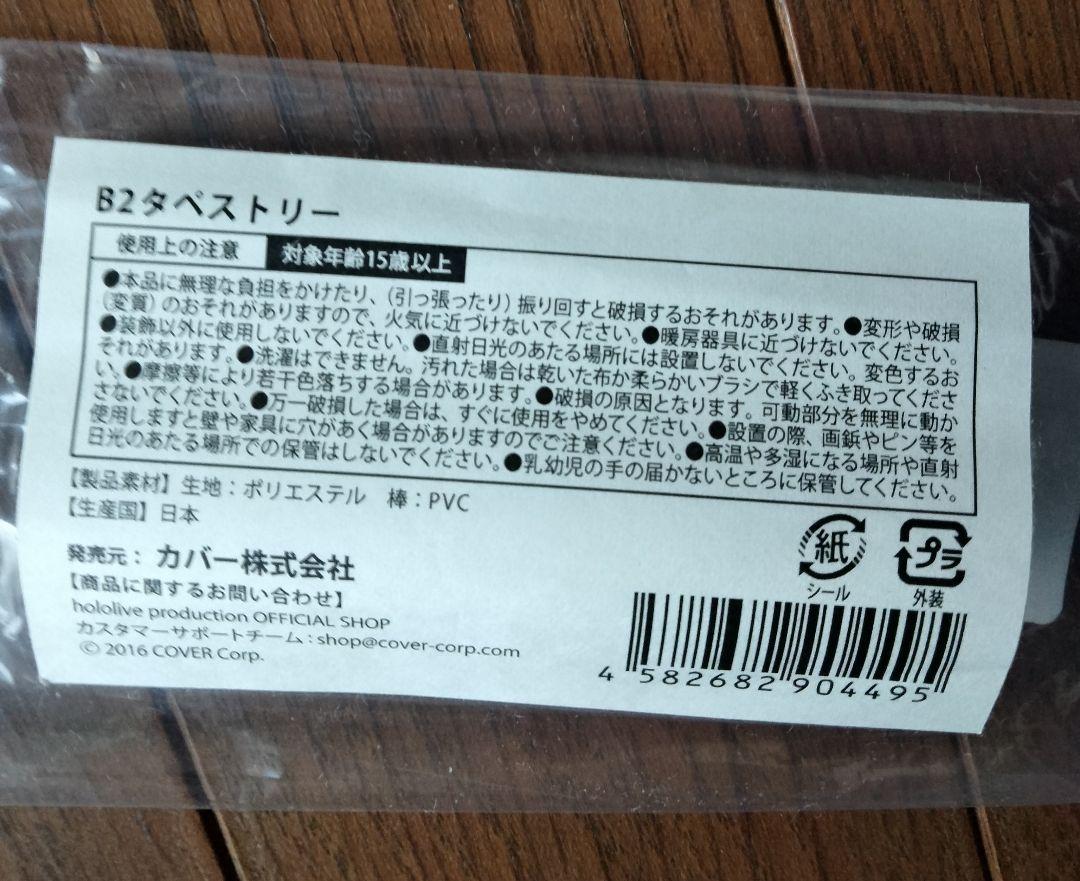 B2タペストリー
使用上の注意 対象年齢15歳以上
●本品に無理な負担をかけたり、（引っ張ったり）振り回すと破損するおそれがあります。●変形や破損
（変質）のおそれがありますので、火気に近づけないでください。●暖房器具に近づけないでください。
●装飾以外に使用しないでください。●直射日光のあたる場所には設置しないでください。変色するお
それがあります。●洗濯はできません。汚れた場合は乾いた布か柔らかいブラシで軽くふき取ってくださ
い。●摩擦等により若干色落ちする場合があります。●破損の原因となります。可動部分を無理に動か
さないでください。●万一破損した場合は、すぐに使用をやめてください。●設置の際、画鋲やピン等を
使用しますと壁や家具に穴があく場合がありますのでご注意ください。●高温や多湿になる場所や直射
日光のあたる場所での保管はしないでください。●乳幼児の手の届かないところに保管してください。
【製品素材】生地：ポリエステル 棒：PVC
【生産国】日本
発売元：カバー株式会社
【商品に関するお問い合わせ】
hololive production OFFICIAL SHOP
カスタマーサポートチーム：shop@cover-corp.com
© 2016 COVER Corp.
紙
シール
プラ
外装
4 582682 904495